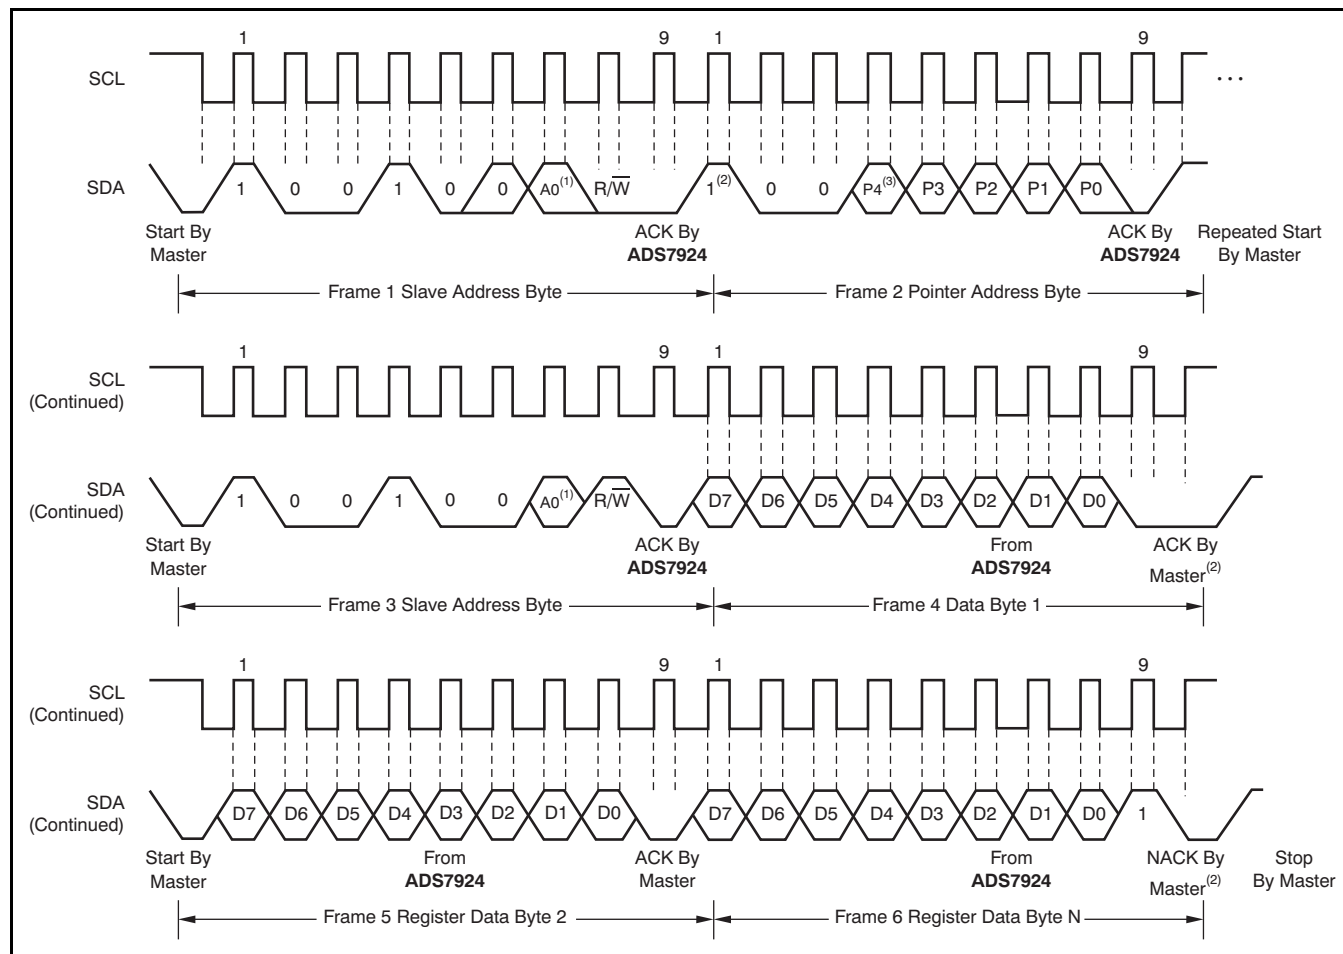 1 9 1 9
SCL ...
SDA 1 0 0 1 0 0 A0(1) R/W 1(2) 0 0 P4(3) P3 P2 P1 P0
Start By Master
ACK By ADS7924
ACK By ADS7924
Repeated Start By Master
Frame 1 Slave Address Byte
Frame 2 Pointer Address Byte
1 9 1 9
SCL (Continued)
SDA (Continued) 1 0 0 1 0 0 A0(1) R/W D7 D6 D5 D4 D3 D2 D1 D0
Start By Master
ACK By ADS7924
From ADS7924
ACK By Master(2)
Frame 3 Slave Address Byte
Frame 4 Data Byte 1
1 9 1 9
SCL (Continued)
SDA (Continued) D7 D6 D5 D4 D3 D2 D1 D0 D7 D6 D5 D4 D3 D2 D1 D0 1
Start By Master
From ADS7924
ACK By Master
From ADS7924
NACK By Master(2)
Stop By Master
Frame 5 Register Data Byte 2
Frame 6 Register Data Byte N